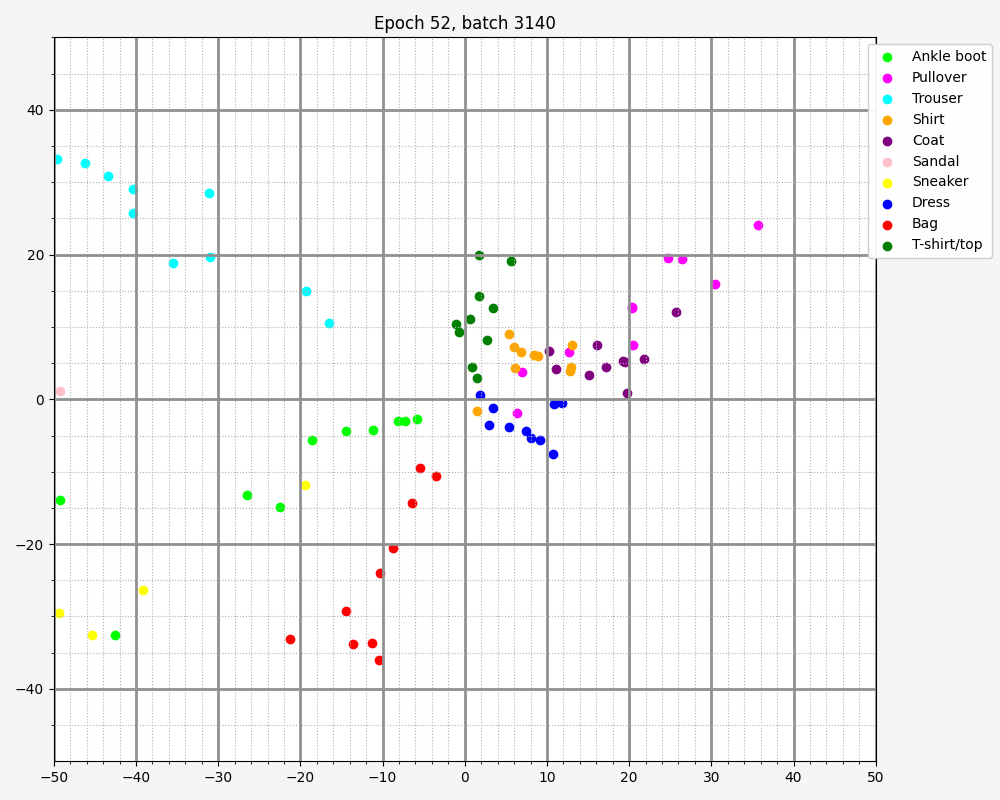 Epoch 52, batch 3140
Ankle boot
Pullover
Trouser
Shirt
Coat
Sandal
Sneaker
Dress
Bag
T-shirt/top
40
20
0
−20
−40
−50 −40 −30 −20 −10 0 10 20 30 40 50